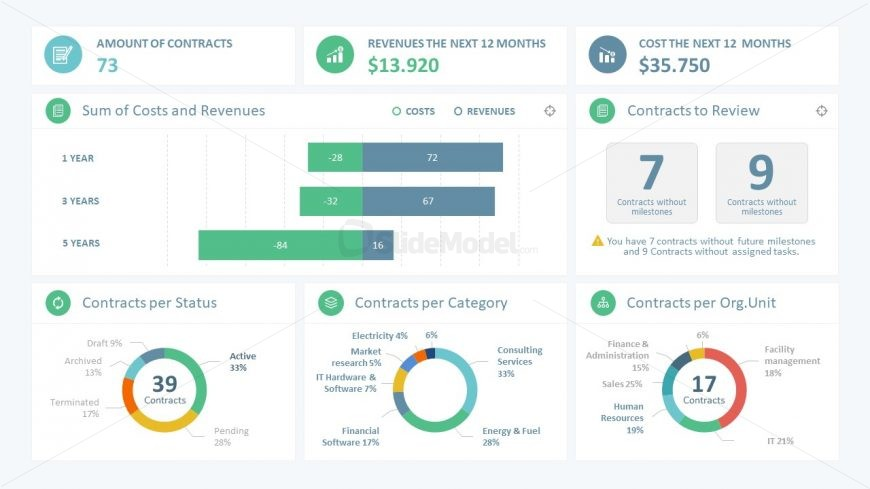 AMOUNT OF CONTRACTS
73
REVENUES THE NEXT 12 MONTHS
$13.920
COST THE NEXT 12 MONTHS
$35.750
Sum of Costs and Revenues
COSTS
REVENUES
1 YEAR
-28
72
3 YEARS
-32
67
5 YEARS
-84
16
SlideModel.com
Contracts to Review
7
Contracts without
milestones
9
Contracts without
milestones
You have 7 contracts without future milestones
and 9 Contracts without assigned tasks.
Contracts per Status
Draft 9%
Archived
13%
Terminated
17%
Active
33%
Pending
28%
39
Contracts
Contracts per Category
Electricity 4%
6%
Market
research 5%
IT Hardware &
Software 7%
Financial
Software 17%
Consulting
Services
33%
Energy & Fuel
28%
Contracts per Org.Unit
6%
Finance &
Administration
15%
Sales 25%
Human
Resources
19%
Facility
management
18%
IT 21%
17
Contracts